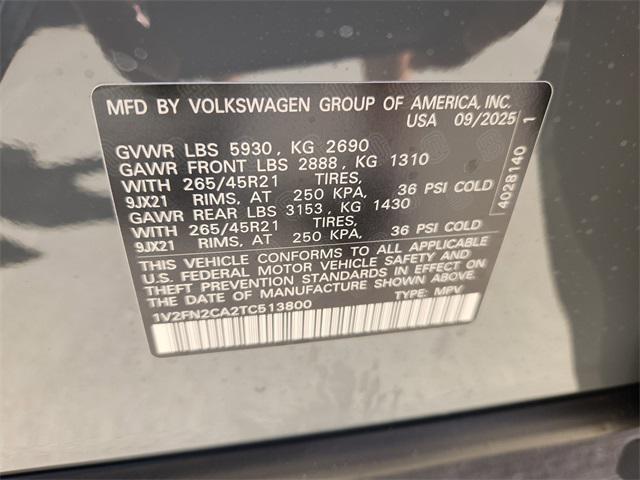 MFD BY VOLKSWAGEN GROUP OF AMERICA, INC.
USA 09/2025
GVWR LBS 5930, KG 2690
GAWR FRONT LBS 2888, KG 1310
WITH 265/45R21 TIRES,
9JX21 RIMS, AT 250 KPA, 36 PSI COLD
GAWR REAR LBS 3153, KG 1430
WITH 265/45R21 TIRES,
9JX21 RIMS, AT 250 KPA, 36 PSI COLD
THIS VEHICLE CONFORMS TO ALL APPLICABLE
U.S. FEDERAL MOTOR VEHICLE SAFETY AND
THEFT PREVENTION STANDARDS IN EFFECT ON
THE DATE OF MANUFACTURE SHOWN ABOVE.
1V2FN2CA2TC513800 TYPE: MPV
4028140 1